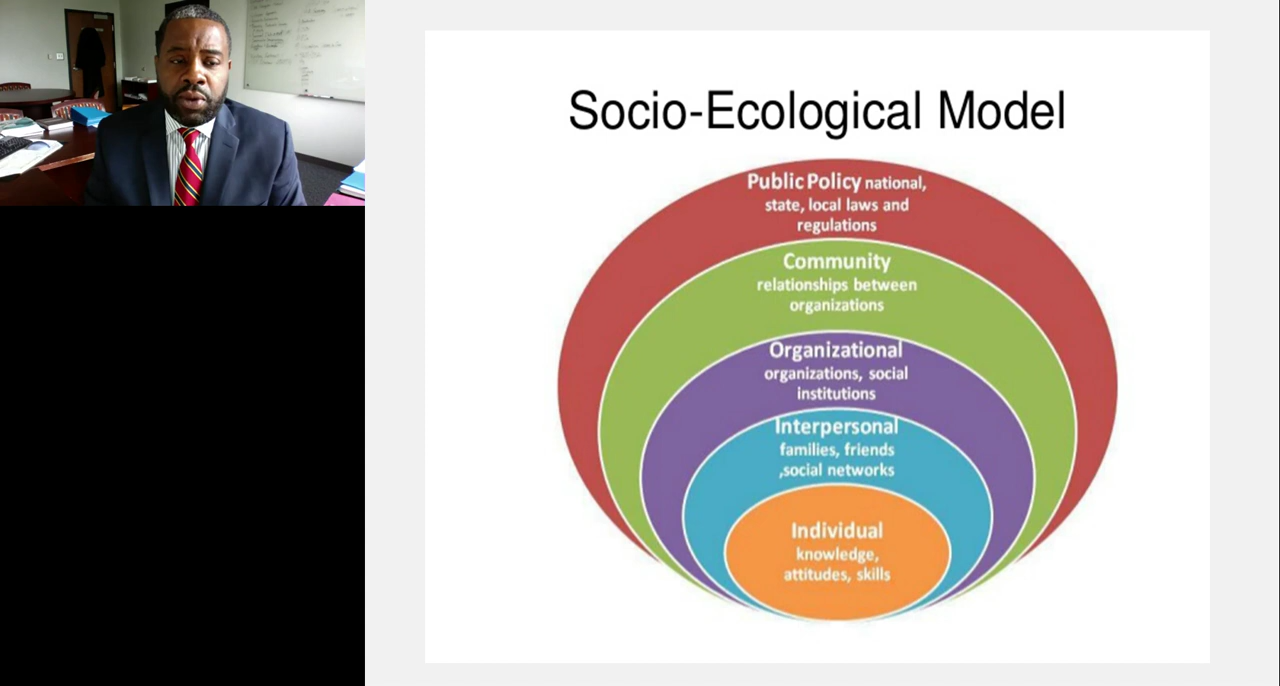 Socio-Ecological Model
Public Policy national,
state, local laws and
regulations
Community
relationships between
organizations
Organizational
organizations, social
institutions
Interpersonal
families, friends
,social networks
Individual
knowledge,
attitudes, skills